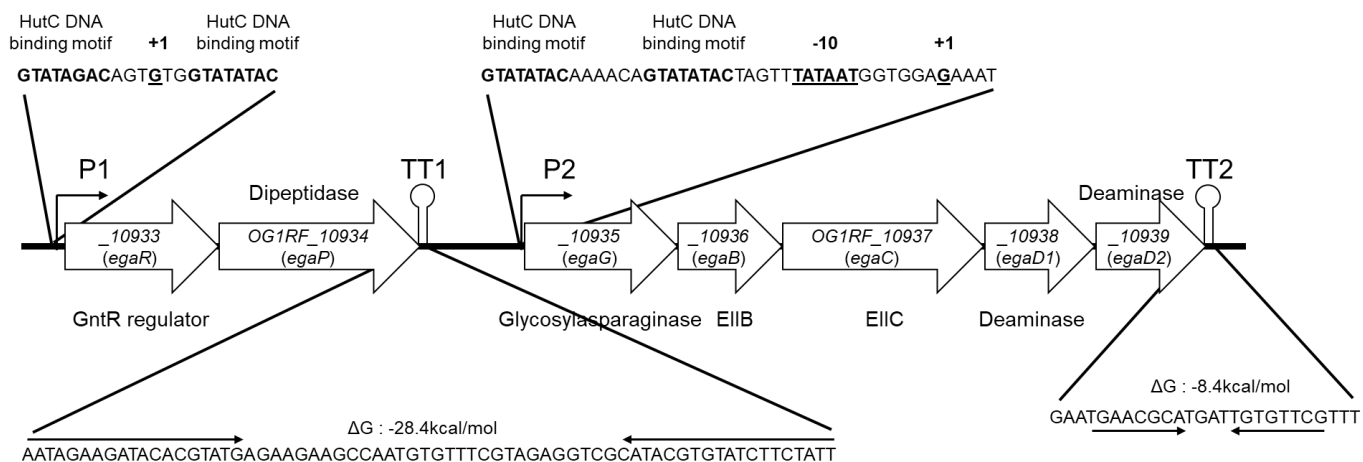 HutC DNA
binding motif
+1
HutC DNA
binding motif
GTATAGACAGTGTGGTATATAC
HutC DNA
binding motif
HutC DNA
binding motif
-10
+1
GTATATACAAAACAGTATATACTAGTTTATAATGGTGGAGAAAT
P1
Dipeptidase
TT1
P2
Deaminase
TT2
_10933
(egaR)
OG1RF_10934
(egaP)
_10935
(egaG)
_10936
(egaB)
OG1RF_10937
(egaC)
_10938
(egaD1)
_10939
(egaD2)
GntR regulator
Glycosylasparaginase
EIIB
EIIC
Deaminase
ΔG : -28.4kcal/mol
AATAGAAGATACACGTATGAGAAGAAGCCAATGTGTTTCGTAGAGGTCGCATACGTGTATCTTCTATT
ΔG : -8.4kcal/mol
GAATGAACGCATGATTGTGTTCGTTT